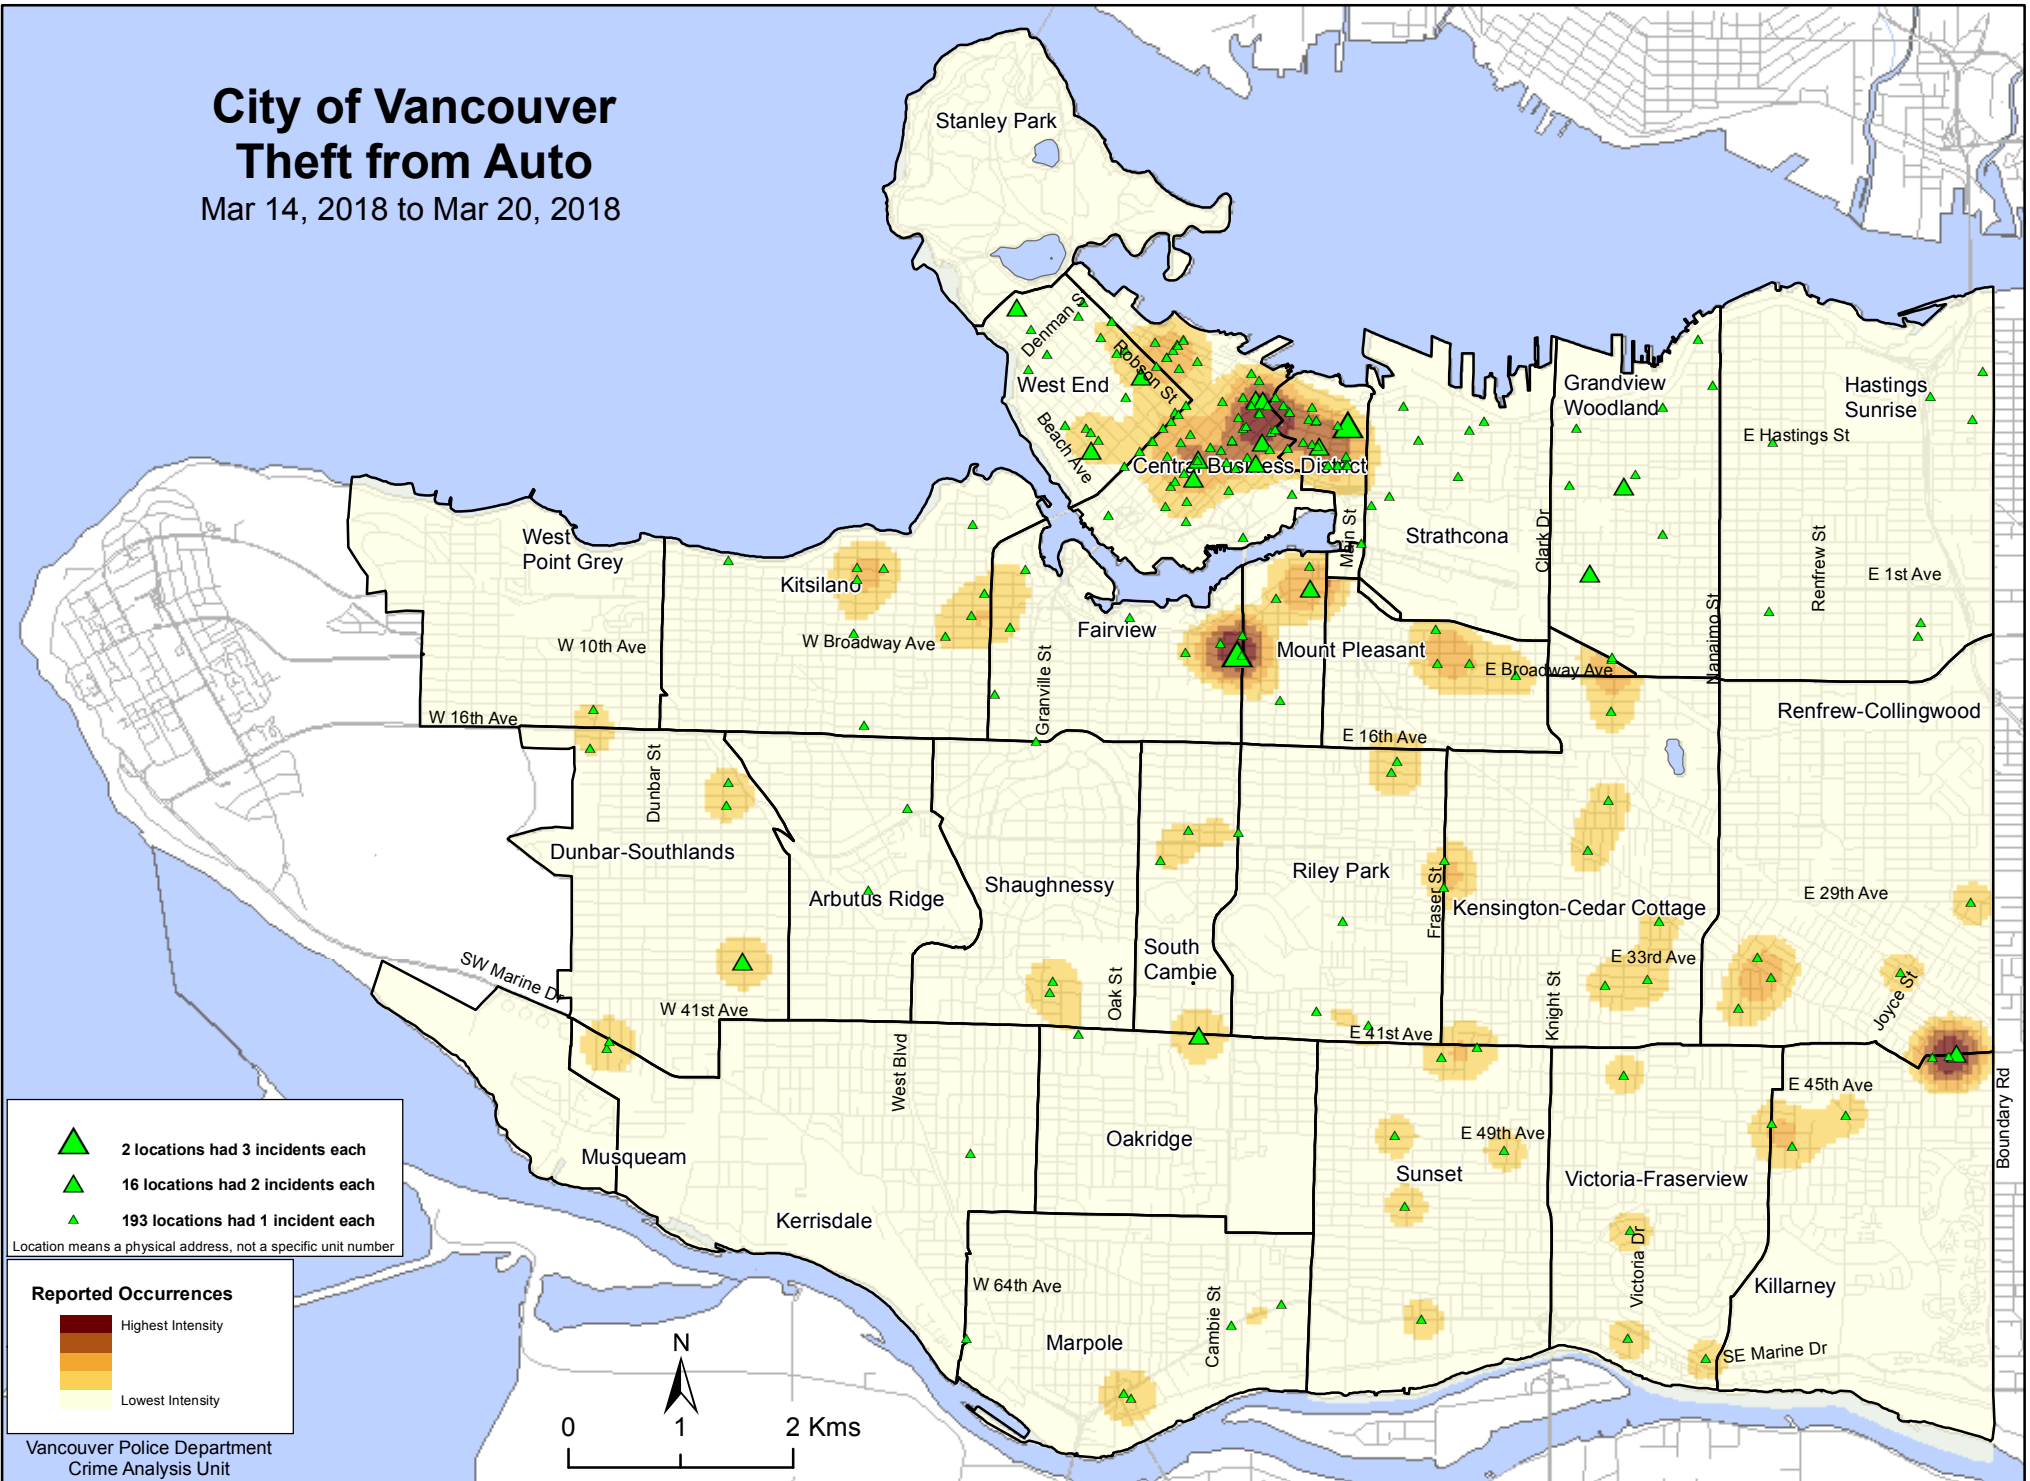 City of Vancouver
Theft from Auto
Mar 14, 2018 to Mar 20, 2018
Stanley Park
Denman St
Robson St
West End
Beach Ave
Central Business District
Grandview
Woodland
Hastings
Sunrise
E Hastings St
Main St
Strathcona
Clark Dr
Nanaimo St
Renfrew St
E 1st Ave
West
Point Grey
Kitsilano
W 10th Ave
W Broadway Ave
Fairview
Granville St
Mount Pleasant
E Broadway Ave
W 16th Ave
E 16th Ave
Renfrew-Collingwood
Dunbar St
Dunbar-Southlands
Arbutus Ridge
Shaughnessy
South
Cambie
Riley Park
Fraser St
Kensington-Cedar Cottage
E 29th Ave
E 33rd Ave
SW Marine Dr
W 41st Ave
Oak St
E 41st Ave
Knight St
Joyce St
West Blvd
E 45th Ave
Boundary Rd
Musqueam
Oakridge
E 49th Ave
Sunset
Victoria-Fraserview
Kerrisdale
Victoria Dr
Killarney
W 64th Ave
Marpole
Cambie St
SE Marine Dr
2 locations had 3 incidents each
16 locations had 2 incidents each
193 locations had 1 incident each
Location means a physical address, not a specific unit number
Reported Occurrences
Highest Intensity
Lowest Intensity
Vancouver Police Department
Crime Analysis Unit
N
0 1 2 Kms